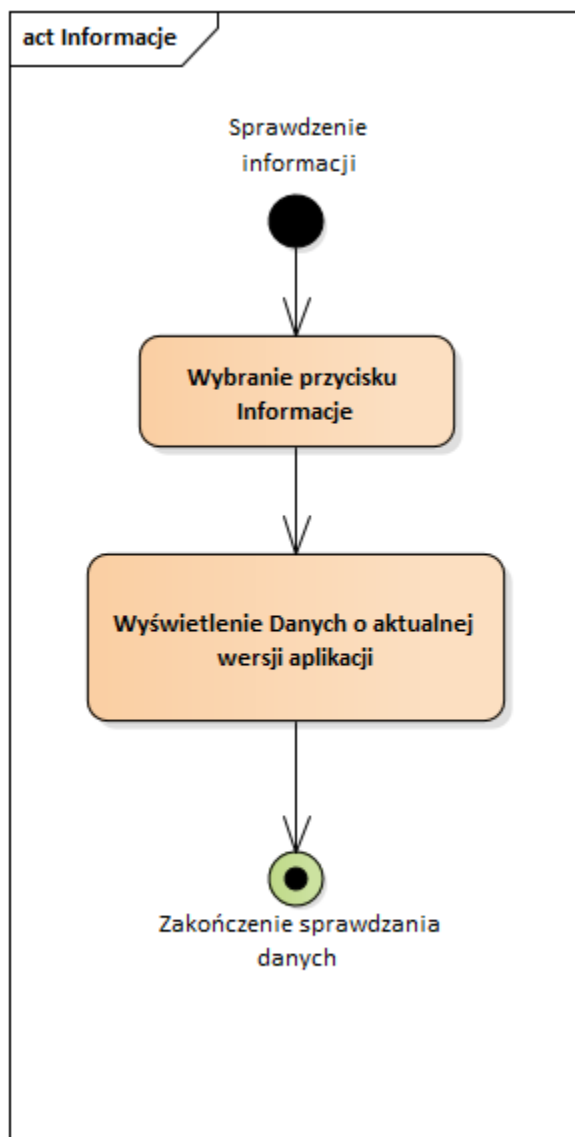 act Informacje
Sprawdzenie
informacji
Wybranie przycisku
Informacje
Wyświetlenie Danych o aktualnej
wersji aplikacji
Zakończenie sprawdzania
danych